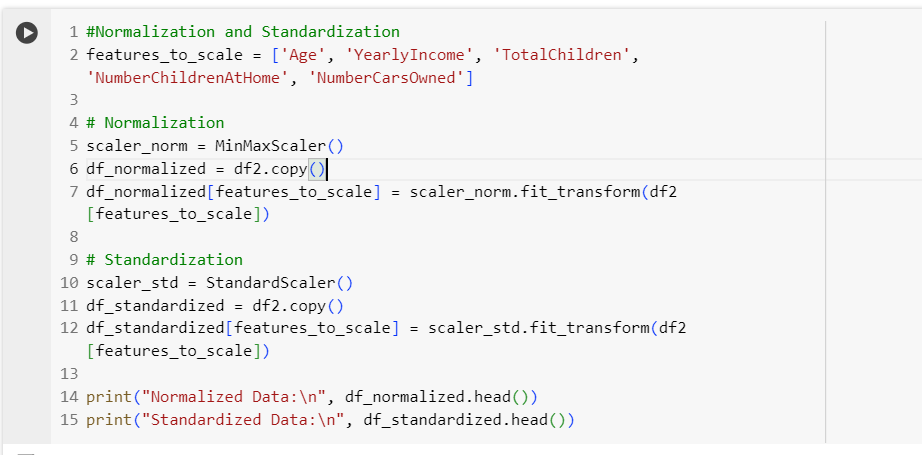 1 #Normalization and Standardization
2 features_to_scale = ['Age', 'YearlyIncome', 'TotalChildren',
'NumberChildrenAtHome', 'NumberCarsOwned']
3
4 # Normalization
5 scaler_norm = MinMaxScaler()
6 df_normalized = df2.copy()
7 df_normalized[features_to_scale] = scaler_norm.fit_transform(df2
[features_to_scale])
8
9 # Standardization
10 scaler_std = StandardScaler()
11 df_standardized = df2.copy()
12 df_standardized[features_to_scale] = scaler_std.fit_transform(df2
[features_to_scale])
13
14 print("Normalized Data:\n", df_normalized.head())
15 print("Standardized Data:\n", df_standardized.head())